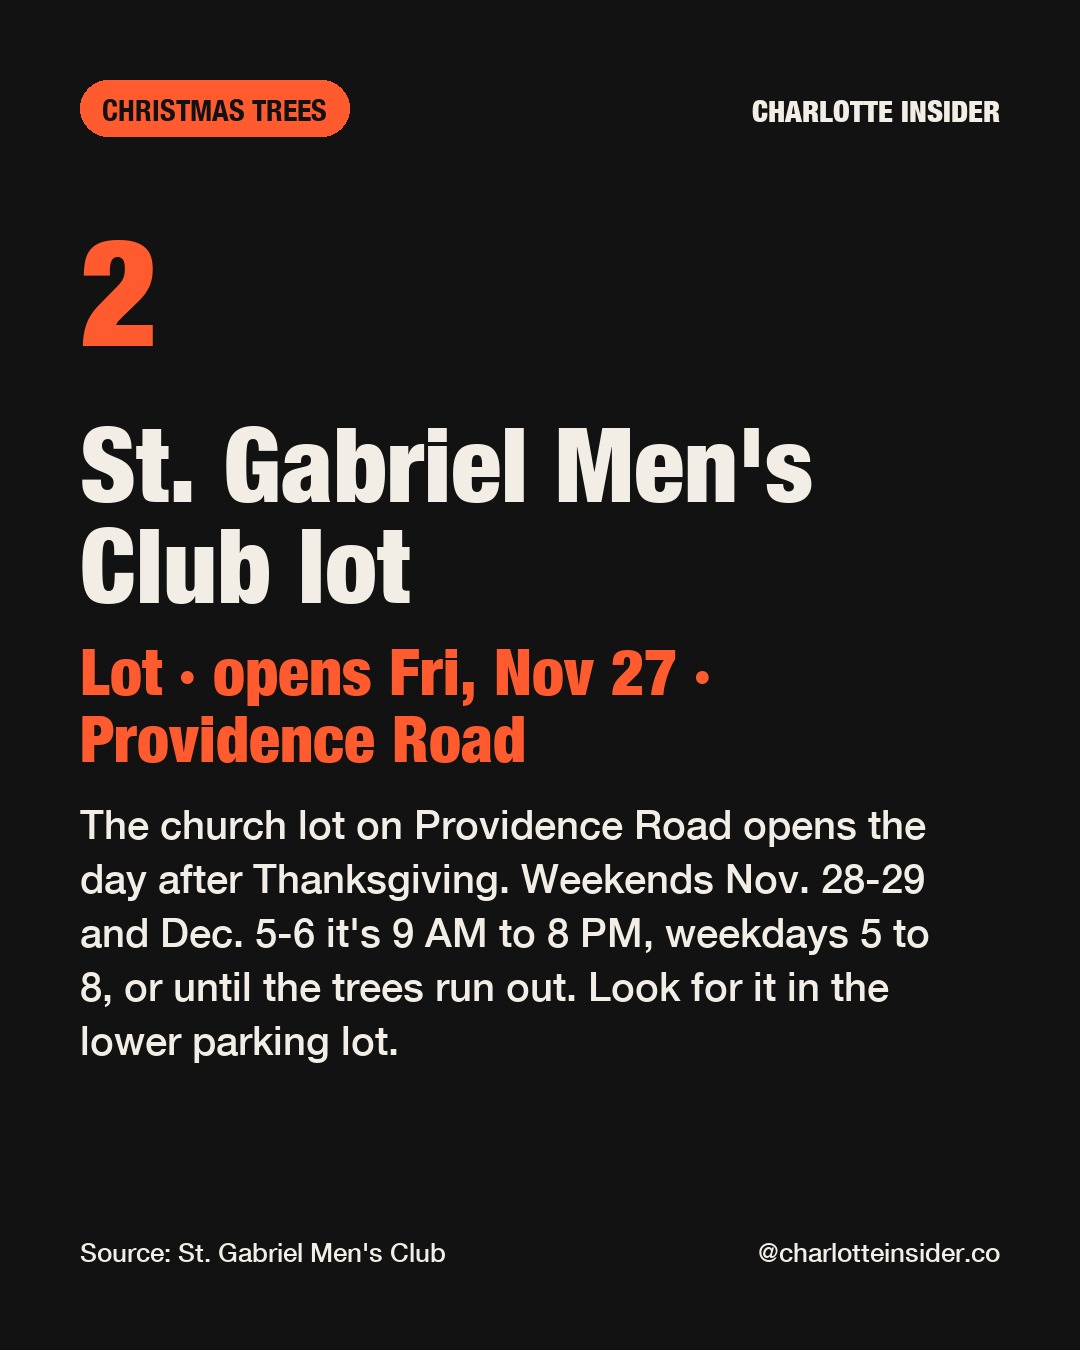 CHRISTMAS TREES
CHARLOTTE INSIDER
2
St. Gabriel Men's
Club lot
Lot · opens Fri, Nov 27 ·
Providence Road
The church lot on Providence Road opens the
day after Thanksgiving. Weekends Nov. 28-29
and Dec. 5-6 it's 9 AM to 8 PM, weekdays 5 to
8, or until the trees run out. Look for it in the
lower parking lot.
Source: St. Gabriel Men's Club
@charlotteinsider.co